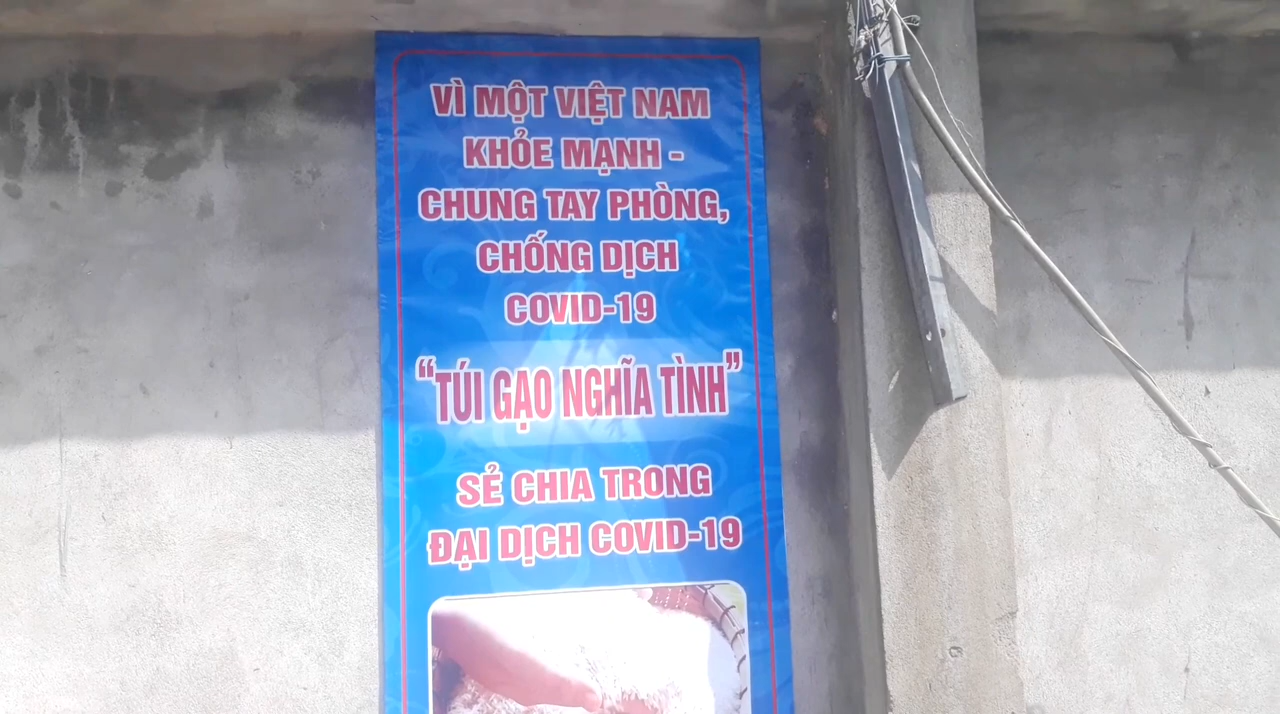 VÌ MỘT VIỆT NAM
KHỎE MẠNH -
CHUNG TAY PHÒNG,
CHỐNG DỊCH
COVID-19
"TÚI GẠO NGHĨA TÌNH"
SẺ CHIA TRONG
ĐẠI DỊCH COVID-19